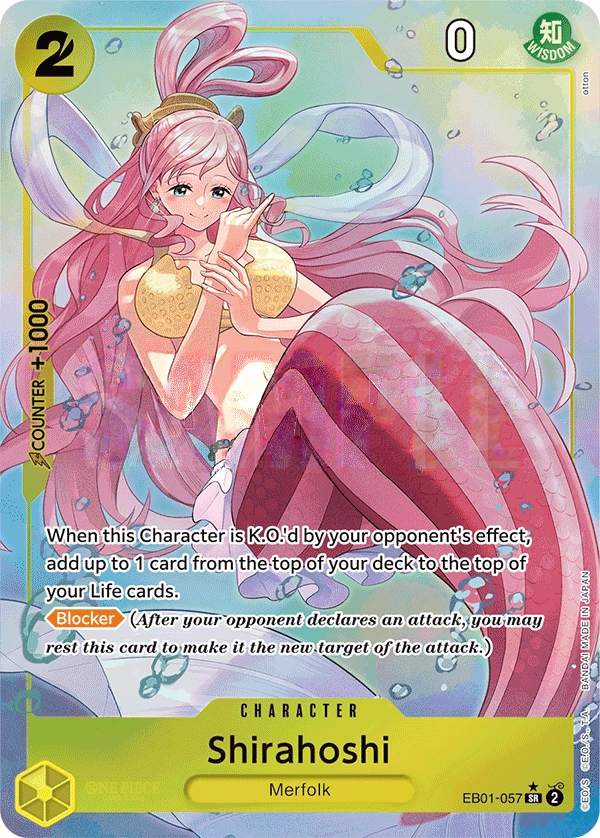 2
0
知
WISDOM
otton
COUNTER +1000
When this Character is K.O.'d by your opponent's effect,
add up to 1 card from the top of your deck to the top of
your Life cards.
Blocker (After your opponent declares an attack, you may
rest this card to make it the new target of the attack.)
CHARACTER
Shirahoshi
Merfolk
ONE PIECE
EB01-057 SR 2
©E.O/S ©E.O./S., T.A. BANDAI MADE IN JAPAN